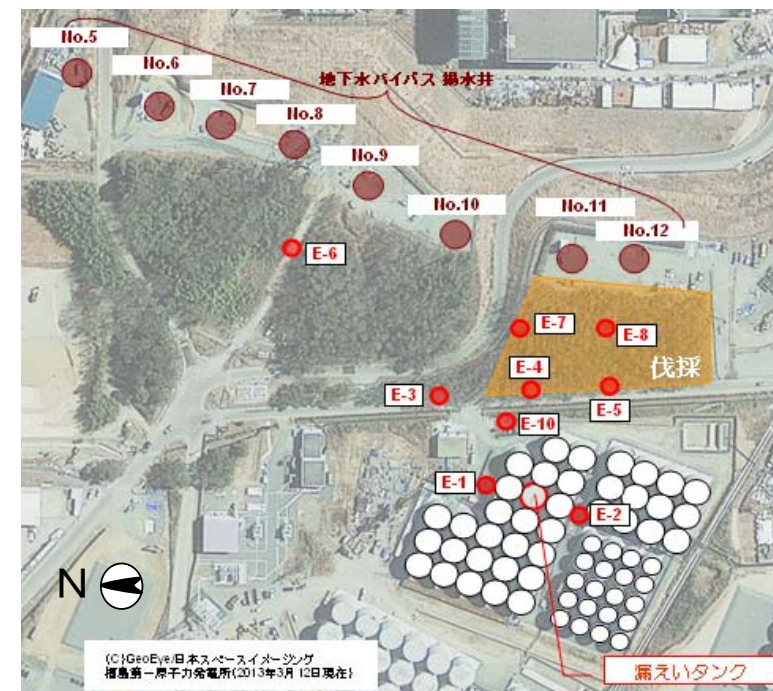 No.5
No.6
No.7
地下水バイパス 揚水井
No.8
No.9
No.10
No.11
No.12
E-6
E-7
E-8
伐採
E-4
E-3
E-5
E-10
E-1
E-2
N
(C)GeoEye/日本スペースイメージング
福島第一原子力発電所(2013年3月12日現在)
漏えいタンク